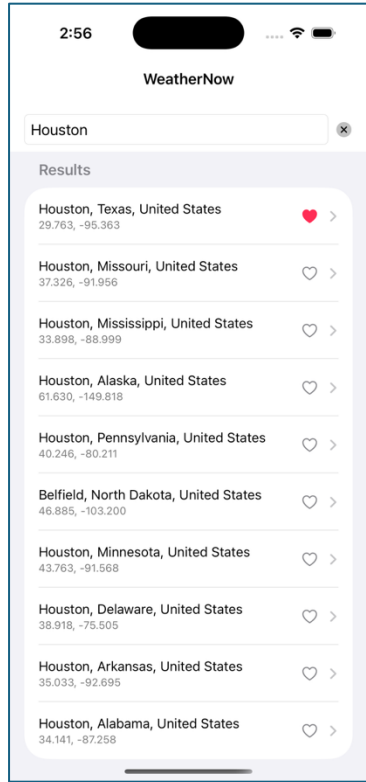 2:56
WeatherNow
Houston
Results
Houston, Texas, United States
29.763, -95.363
Houston, Missouri, United States
37.326, -91.956
Houston, Mississippi, United States
33.898, -88.999
Houston, Alaska, United States
61.630, -149.818
Houston, Pennsylvania, United States
40.246, -80.211
Belfield, North Dakota, United States
46.885, -103.200
Houston, Minnesota, United States
43.763, -91.568
Houston, Delaware, United States
38.918, -75.505
Houston, Arkansas, United States
35.033, -92.695
Houston, Alabama, United States
34.141, -87.258